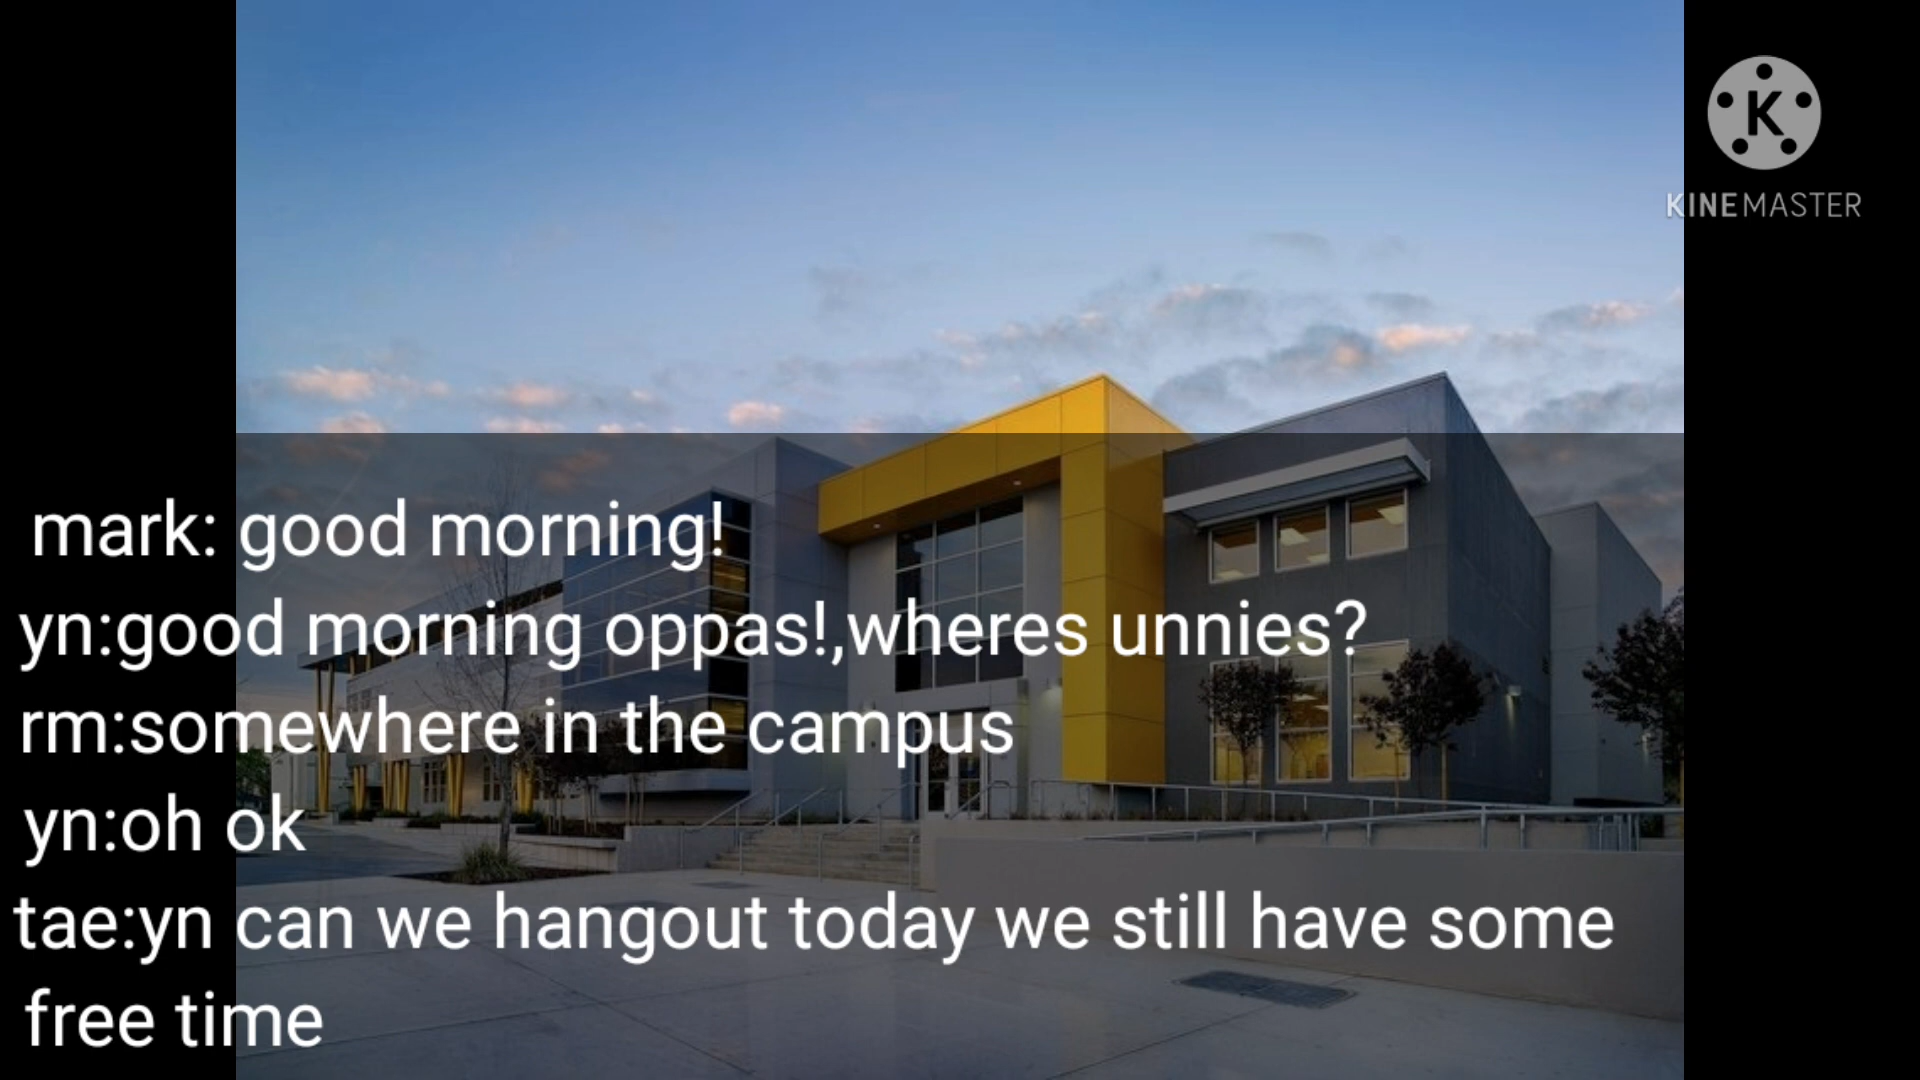 K
KINEMASTER
mark: good morning!
yn:good morning oppas!,wheres unnies?
rm:somewhere in the campus
yn:oh ok
tae:yn can we hangout today we still have some
free time